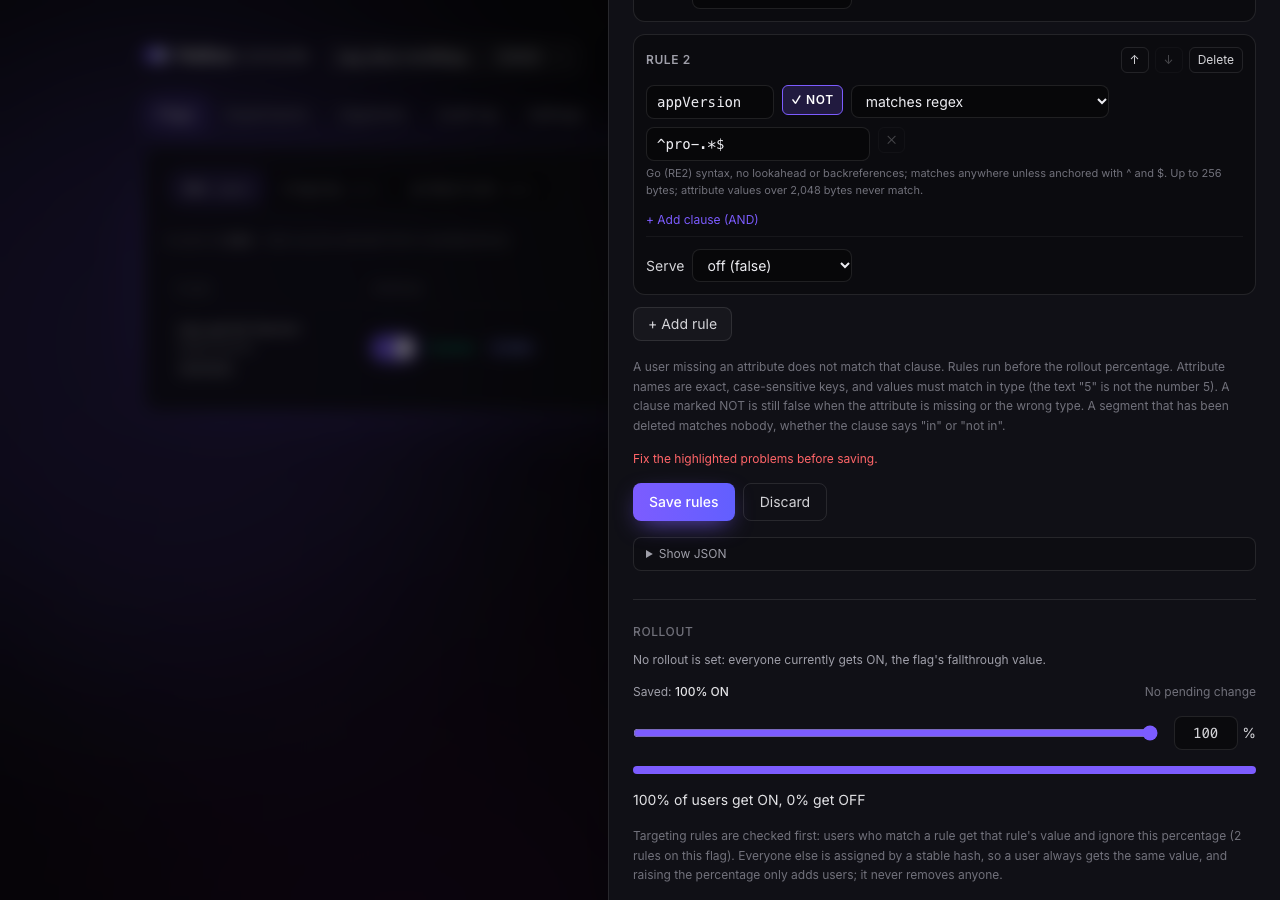 RULE 2
↑
↓
Delete
appVersion
✓ NOT
matches regex
^pro-.*$
×
Go (RE2) syntax, no lookahead or backreferences; matches anywhere unless anchored with ^ and $. Up to 256
bytes; attribute values over 2,048 bytes never match.
+ Add clause (AND)
Serve
off (false)
+ Add rule
A user missing an attribute does not match that clause. Rules run before the rollout percentage. Attribute
names are exact, case-sensitive keys, and values must match in type (the text "5" is not the number 5). A
clause marked NOT is still false when the attribute is missing or the wrong type. A segment that has been
deleted matches nobody, whether the clause says "in" or "not in".
Fix the highlighted problems before saving.
Save rules
Discard
▶ Show JSON
ROLLOUT
No rollout is set: everyone currently gets ON, the flag's fallthrough value.
Saved: 100% ON
No pending change
100 %
100% of users get ON, 0% get OFF
Targeting rules are checked first: users who match a rule get that rule's value and ignore this percentage (2
rules on this flag). Everyone else is assigned by a stable hash, so a user always gets the same value, and
raising the percentage only adds users; it never removes anyone.